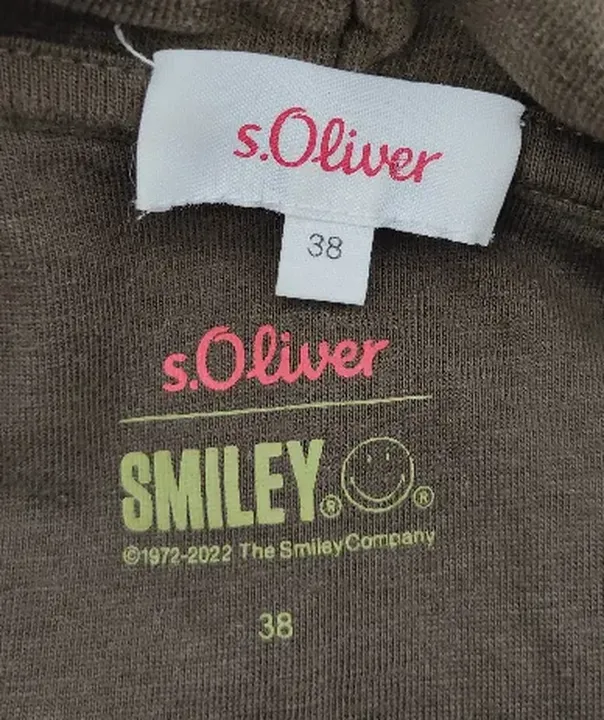 s.Oliver
38
s.Oliver
SMILEY® ®
©1972-2022 The SmileyCompany
38